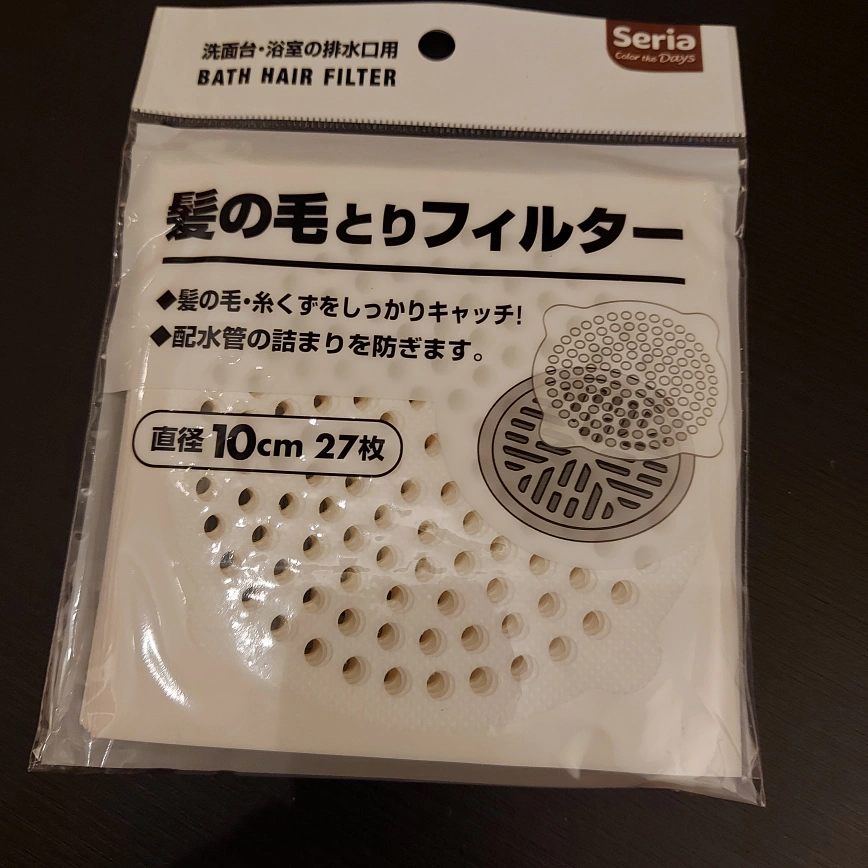 洗面台・浴室の排水口用
BATH HAIR FILTER
Seria
Color the Days
髪の毛とりフィルター
◆髪の毛・糸くずをしっかりキャッチ!
◆配水管の詰まりを防ぎます。
直径10cm 27枚